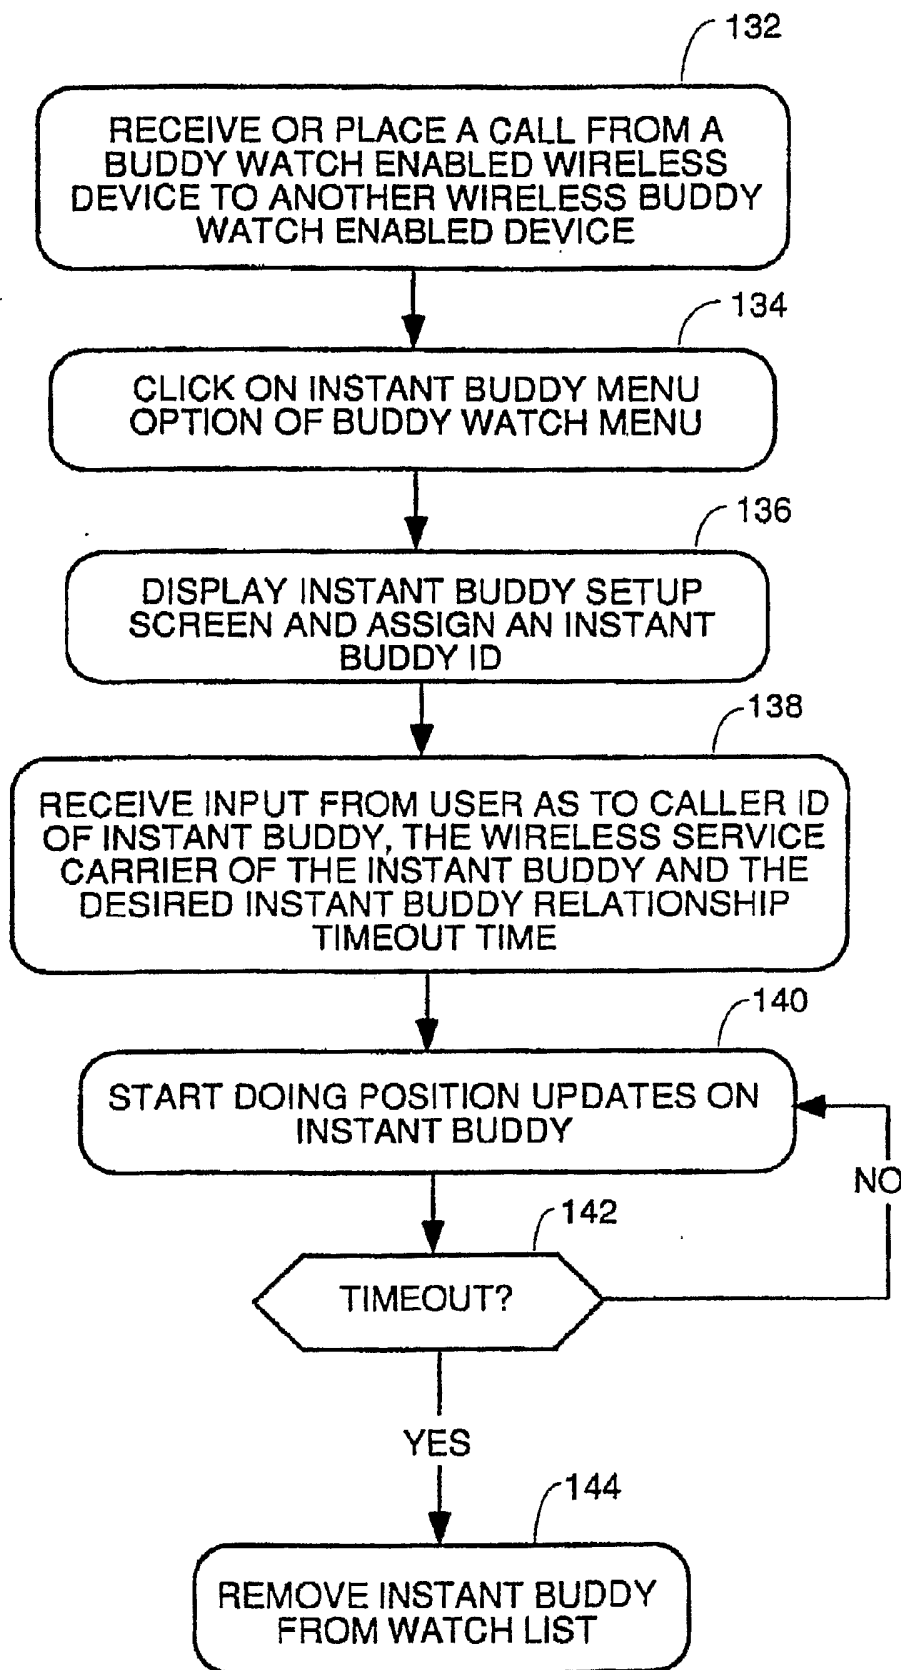 132
RECEIVE OR PLACE A CALL FROM A
BUDDY WATCH ENABLED WIRELESS
DEVICE TO ANOTHER WIRELESS BUDDY
WATCH ENABLED DEVICE
134
CLICK ON INSTANT BUDDY MENU
OPTION OF BUDDY WATCH MENU
136
DISPLAY INSTANT BUDDY SETUP
SCREEN AND ASSIGN AN INSTANT
BUDDY ID
138
RECEIVE INPUT FROM USER AS TO CALLER ID
OF INSTANT BUDDY, THE WIRELESS SERVICE
CARRIER OF THE INSTANT BUDDY AND THE
DESIRED INSTANT BUDDY RELATIONSHIP
TIMEOUT TIME
140
START DOING POSITION UPDATES ON
INSTANT BUDDY
NO
142
TIMEOUT?
YES
144
REMOVE INSTANT BUDDY
FROM WATCH LIST